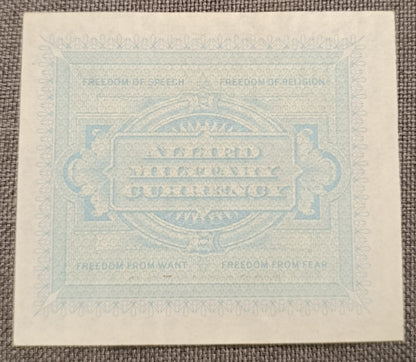 FREEDOM OF SPEECH FREEDOM OF RELIGION
ALLIED
MILITARY
CURRENCY
FREEDOM FROM WANT FREEDOM FROM FEAR